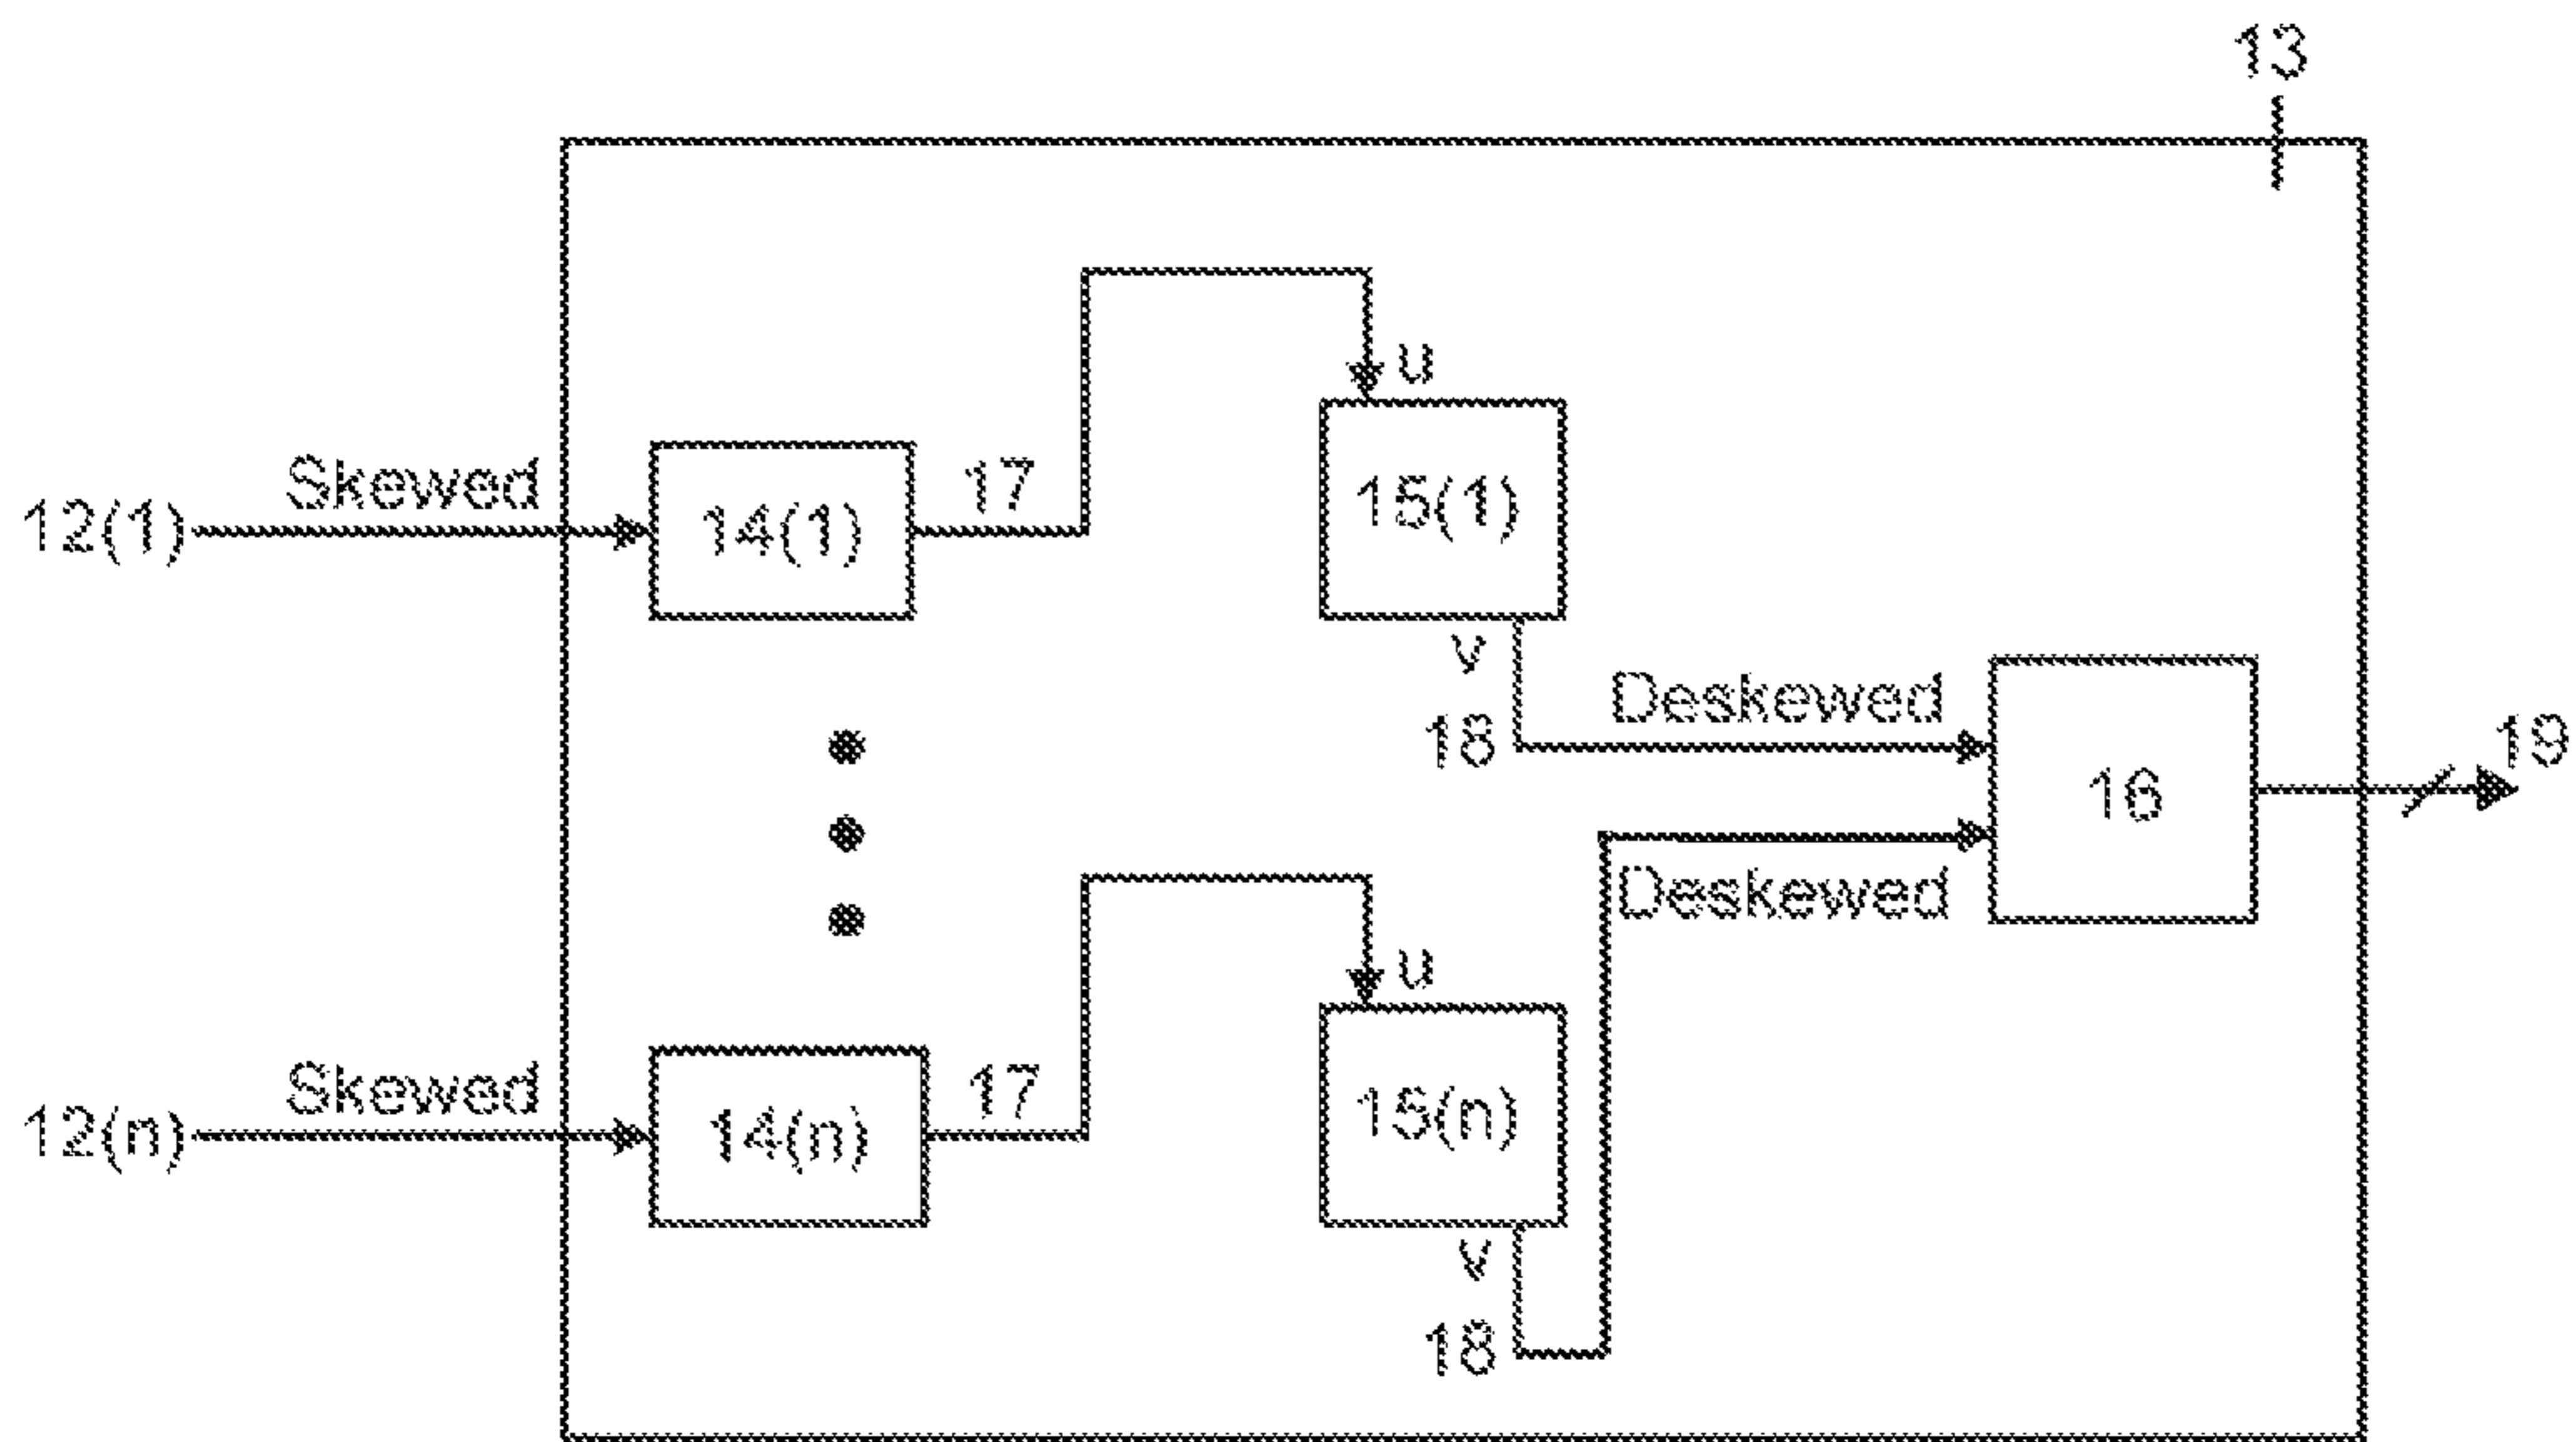 13
u
Skewed
17
15(1)
12(1)
14(1)
v
Deskewed
18
19
16
Deskewed
u
Skewed
17
15(n)
12(n)
14(n)
v
18